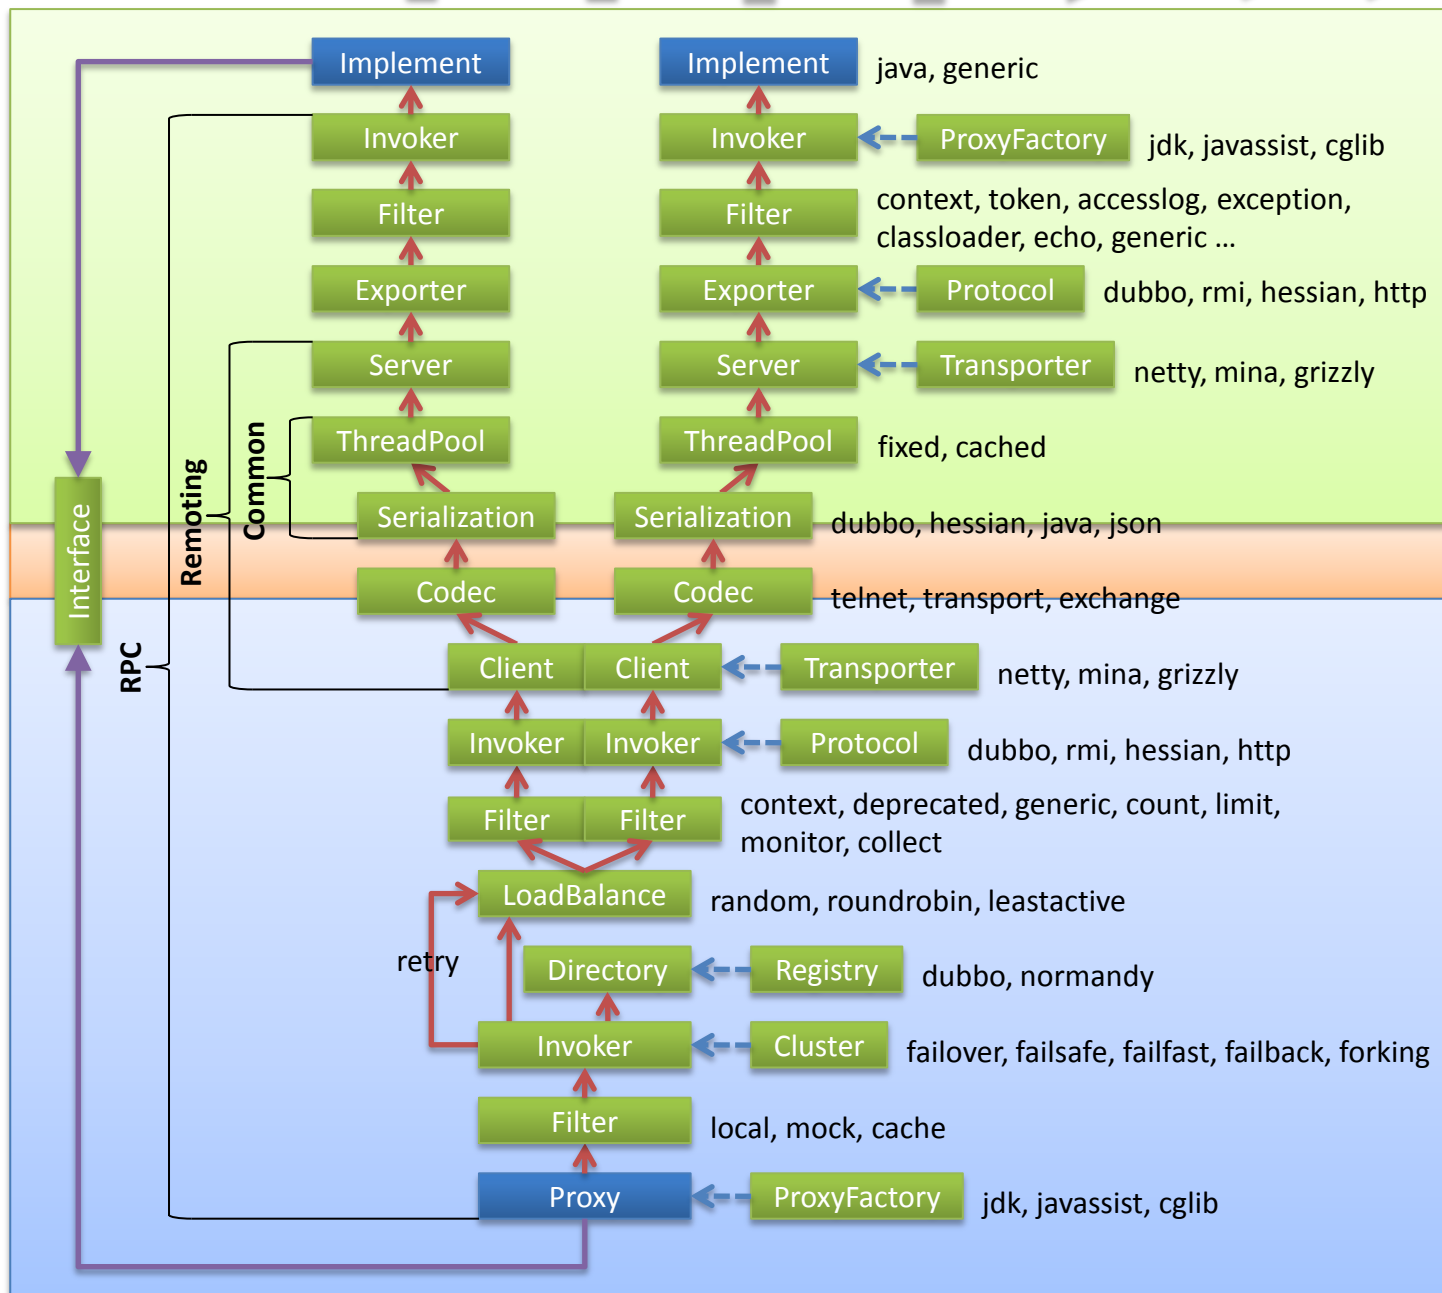 Implement
Implement
java, generic
Invoker
Invoker
ProxyFactory
jdk, javassist, cglib
Filter
Filter
context, token, accesslog, exception,
classloader, echo, generic ...
Exporter
Exporter
Protocol
dubbo, rmi, hessian, http
Server
Server
Transporter
netty, mina, grizzly
ThreadPool
ThreadPool
fixed, cached
Common
Remoting
Interface
RPC
Serialization
Serialization
dubbo, hessian, java, json
Codec
Codec
telnet, transport, exchange
Client
Client
Transporter
netty, mina, grizzly
Invoker
Invoker
Protocol
dubbo, rmi, hessian, http
Filter
Filter
context, deprecated, generic, count, limit,
monitor, collect
LoadBalance
random, roundrobin, leastactive
retry
Directory
Registry
dubbo, normandy
Invoker
Cluster
failover, failsafe, failfast, failback, forking
Filter
local, mock, cache
Proxy
ProxyFactory
jdk, javassist, cglib